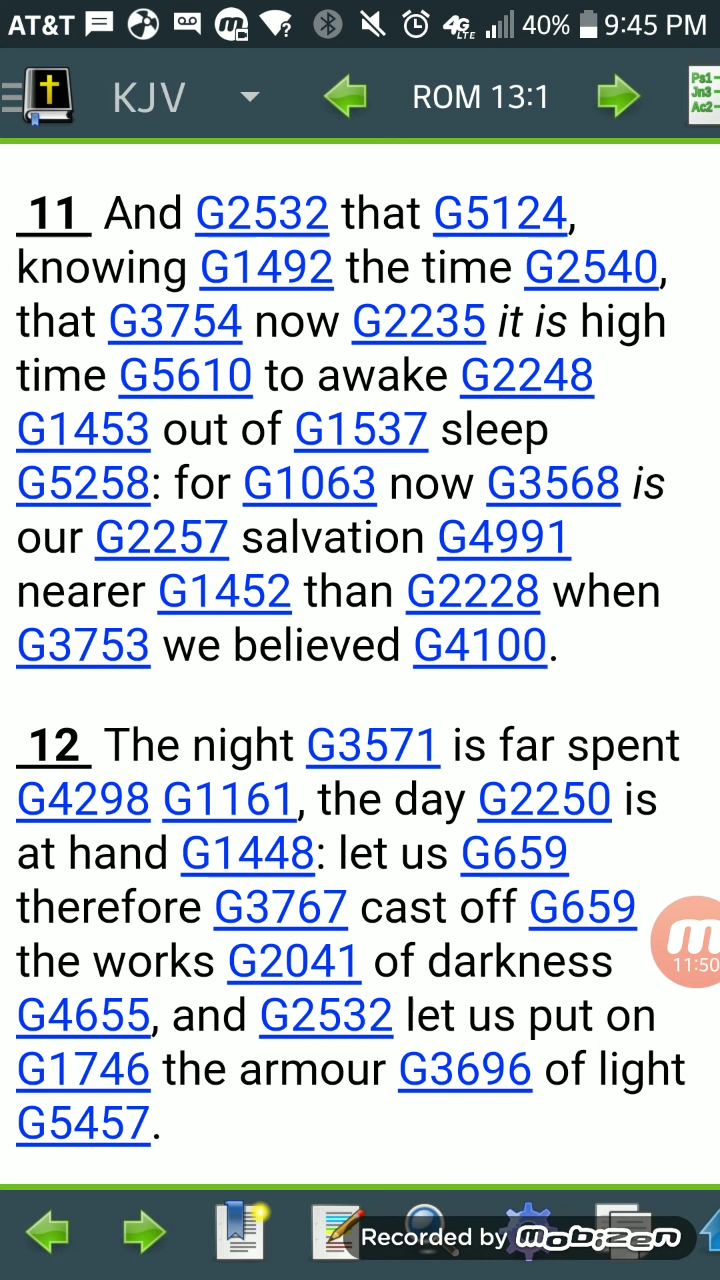 AT&T 4G LTE 40% 9:45 PM
KJV ROM 13:1
Ps1-
Jn3-
Ac2-
11 And G2532 that G5124,
knowing G1492 the time G2540,
that G3754 now G2235 it is high
time G5610 to awake G2248
G1453 out of G1537 sleep
G5258: for G1063 now G3568 is
our G2257 salvation G4991
nearer G1452 than G2228 when
G3753 we believed G4100.
12 The night G3571 is far spent
G4298 G1161, the day G2250 is
at hand G1448: let us G659
therefore G3767 cast off G659
the works G2041 of darkness
m
11:50
G4655, and G2532 let us put on
G1746 the armour G3696 of light
G5457.
Recorded by mobizen